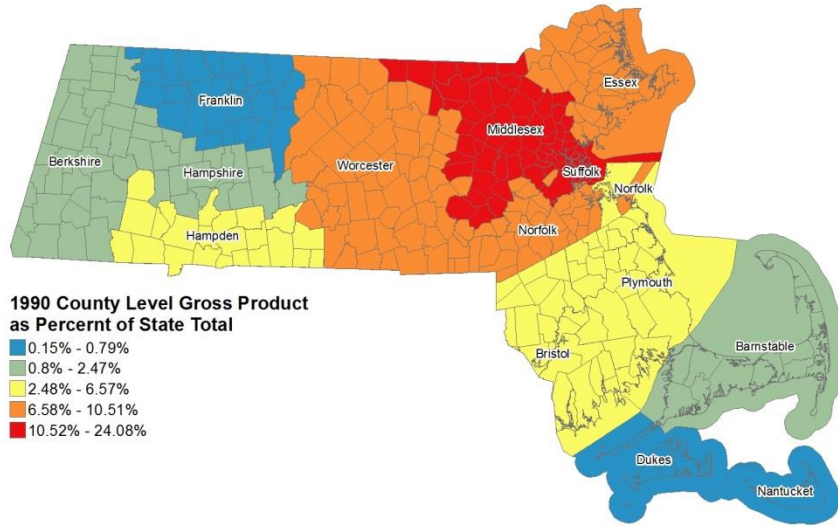 Franklin
Essex
Middlesex
Berkshire
Hampshire
Worcester
Suffolk
Norfolk
Hampden
Norfolk
Plymouth
1990 County Level Gross Product
as Percernt of State Total
0.15% - 0.79%
0.8% - 2.47%
2.48% - 6.57%
6.58% - 10.51%
10.52% - 24.08%
Barnstable
Bristol
Dukes
Nantucket